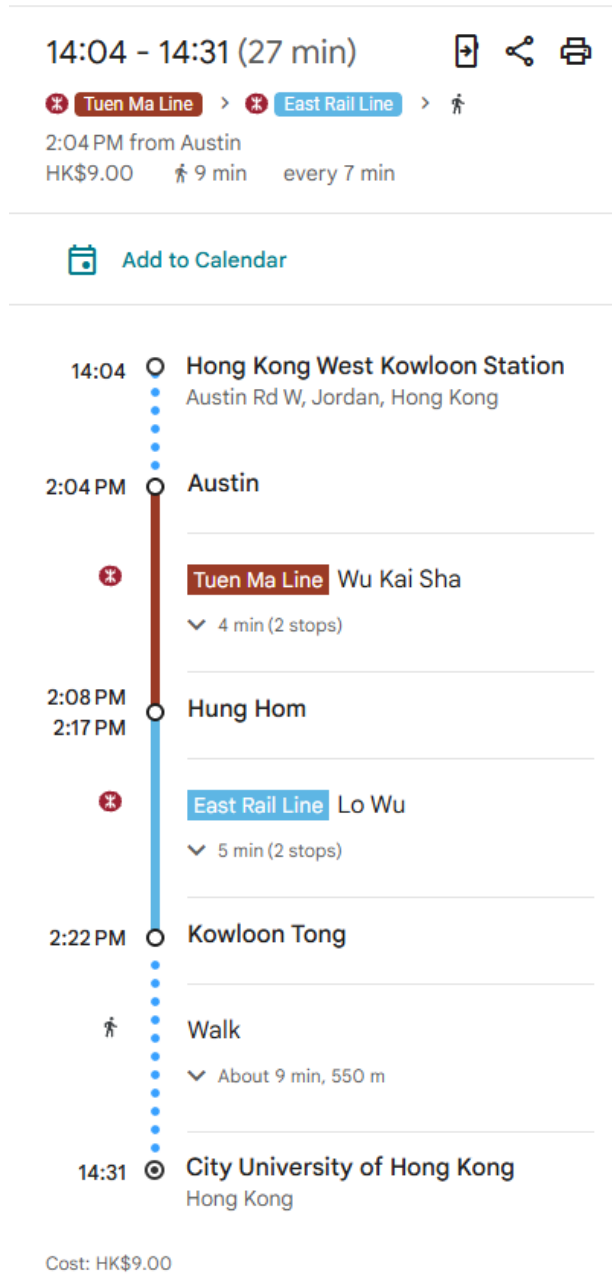 14:04 - 14:31 (27 min)
Tuen Ma Line > East Rail Line >
2:04 PM from Austin
HK$9.00 9 min every 7 min
Add to Calendar
14:04 Hong Kong West Kowloon Station
Austin Rd W, Jordan, Hong Kong
2:04 PM Austin
Tuen Ma Line Wu Kai Sha
4 min (2 stops)
2:08 PM
Hung Hom
2:17 PM
East Rail Line Lo Wu
5 min (2 stops)
2:22 PM Kowloon Tong
Walk
About 9 min, 550 m
14:31 City University of Hong Kong
Hong Kong
Cost: HK$9.00